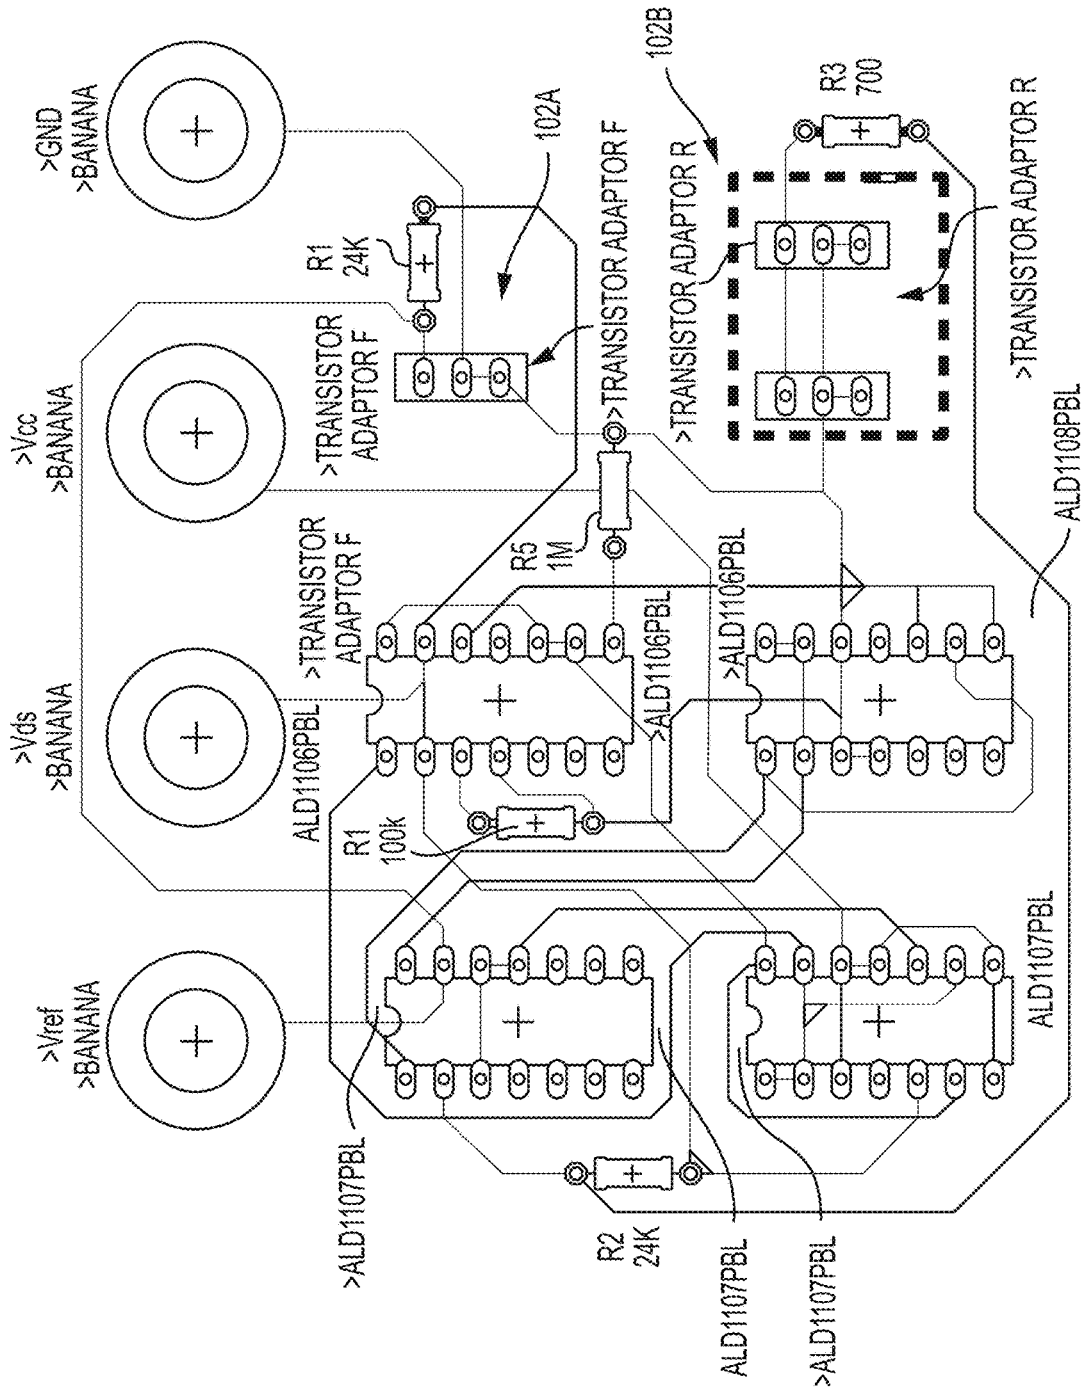 >GND
>BANANA
>Vcc
>BANANA
>Vds
>BANANA
>Vref
>BANANA
R1
24K
102A
102B
R3
700
>TRANSISTOR
ADAPTOR F
>TRANSISTOR ADAPTOR F
>TRANSISTOR ADAPTOR R
>TRANSISTOR ADAPTOR R
>TRANSISTOR
ADAPTOR F
R5
1M
ALD1108PBL
ALD1106PBL
>ALD1106PBL
>ALD1106PBL
R1
100k
ALD1107PBL
>ALD1107PBL
R2
24K
ALD1107PBL
>ALD1107PBL